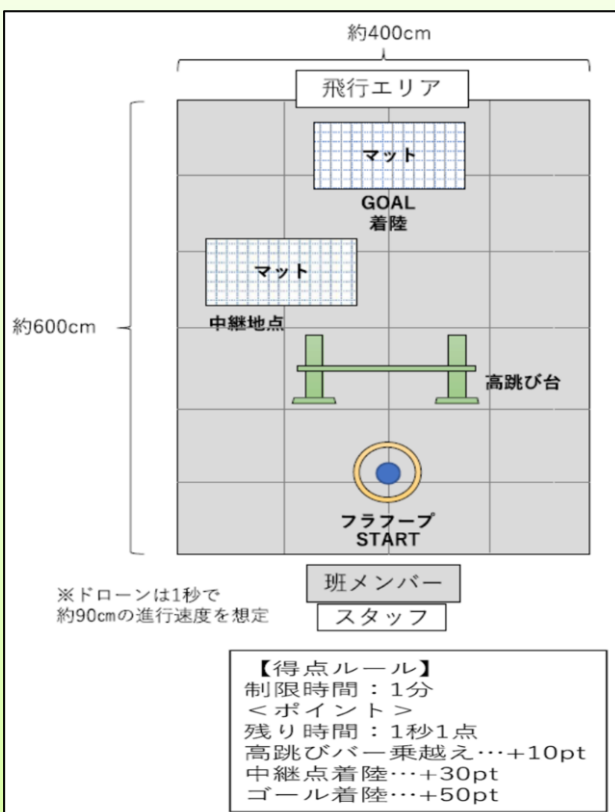 約400cm
飛行エリア
マット
GOAL
着陸
マット
中継地点
約600cm
高跳び台
フラフープ
START
班メンバー
スタッフ
※ドローンは1秒で
約90cmの進行速度を想定
【得点ルール】
制限時間：1分
＜ポイント＞
残り時間：1秒1点
高跳びバー乗越え…+10pt
中継点着陸…+30pt
ゴール着陸…+50pt